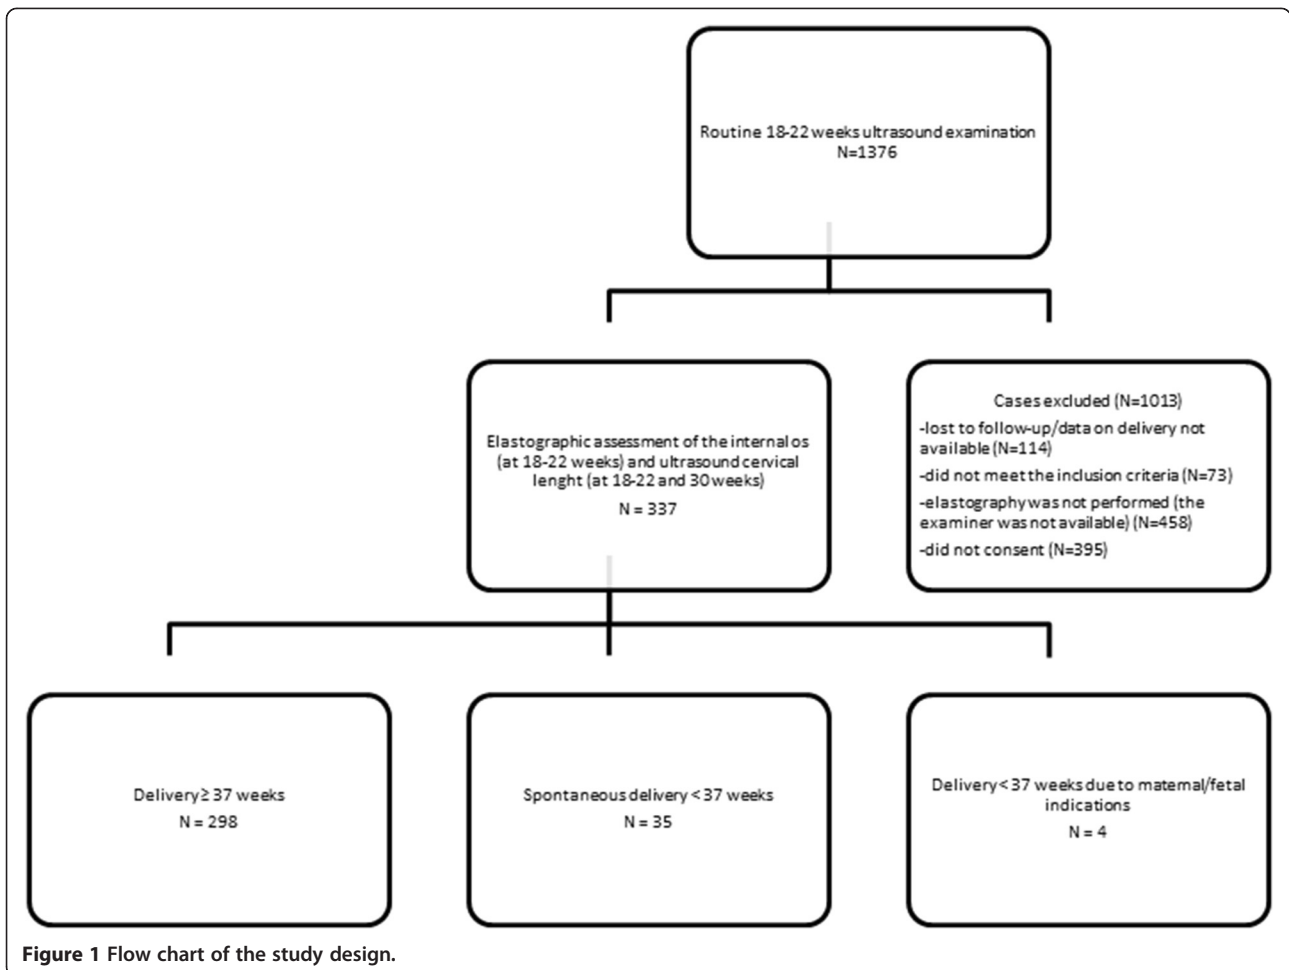 Routine 18-22 weeks ultrasound examination
N=1376
Elastographic assessment of the internal os
(at 18-22 weeks) and ultrasound cervical
lenght (at 18-22 and 30 weeks)
N = 337
Cases excluded (N=1013)
-lost to follow-up/data on delivery not
available (N=114)
-did not meet the inclusion criteria (N=73)
-elastography was not performed (the
examiner was not available) (N=458)
-did not consent (N=395)
Delivery ≥ 37 weeks
N = 298
Spontaneous delivery < 37 weeks
N = 35
Delivery < 37 weeks due to maternal/fetal
indications
N = 4
Figure 1 Flow chart of the study design.